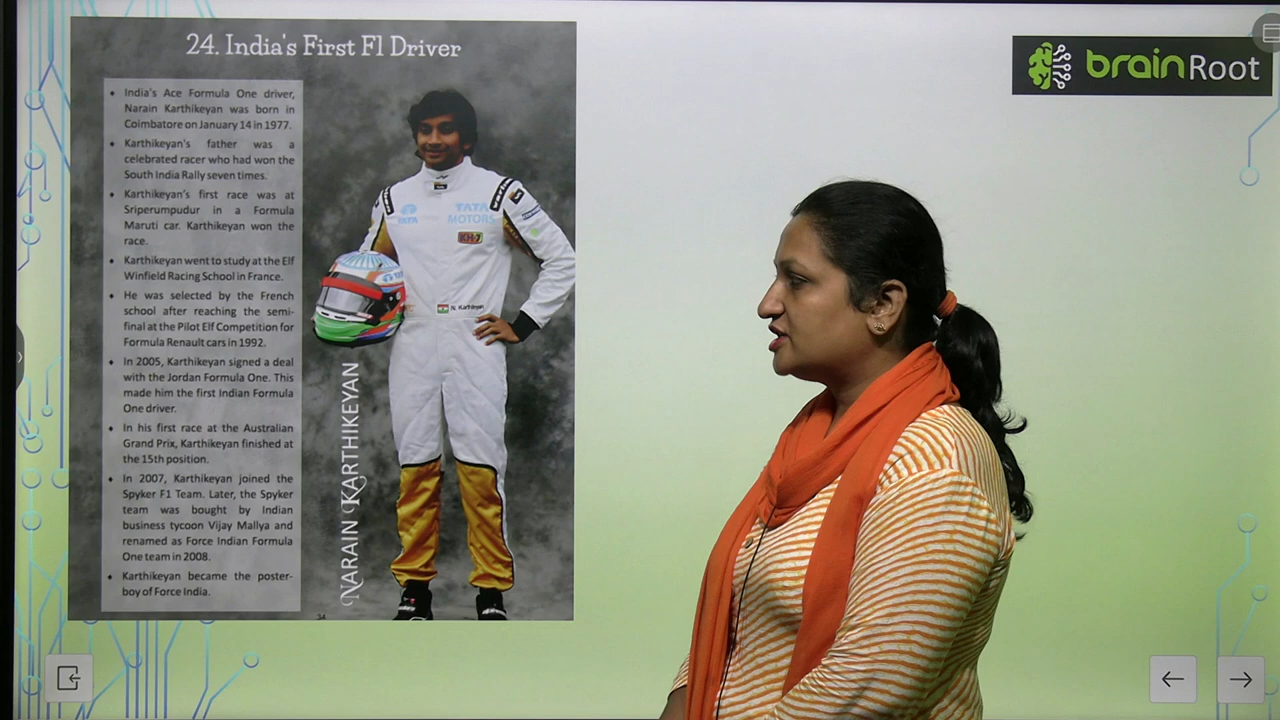 24. India's First F1 Driver
brainRoot
• India's Ace Formula One driver,
Narain Karthikeyan was born in
Coimbatore on January 14 in 1977.
• Karthikeyan's father was a
celebrated racer who had won the
South India Rally seven times.
• Karthikeyan's first race was at
Sriperumpudur in a Formula
Maruti car. Karthikeyan won the
race.
• Karthikeyan went to study at the Elf
Winfield Racing School in France.
• He was selected by the French
school after reaching the semi-
final at the Pilot Elf Competition for
Formula Renault cars in 1992.
• In 2005, Karthikeyan signed a deal
with the Jordan Formula One. This
made him the first Indian Formula
One driver.
• In his first race at the Australian
Grand Prix, Karthikeyan finished at
the 15th position.
• In 2007, Karthikeyan joined the
Spyker F1 Team. Later, the Spyker
team was bought by Indian
business tycoon Vijay Mallya and
renamed as Force Indian Formula
One team in 2008.
• Karthikeyan became the poster-
boy of Force India.
NARAIN KARTHIKEYAN
TATA
TATA
MOTORS
KH-7
N. Karthikeyan